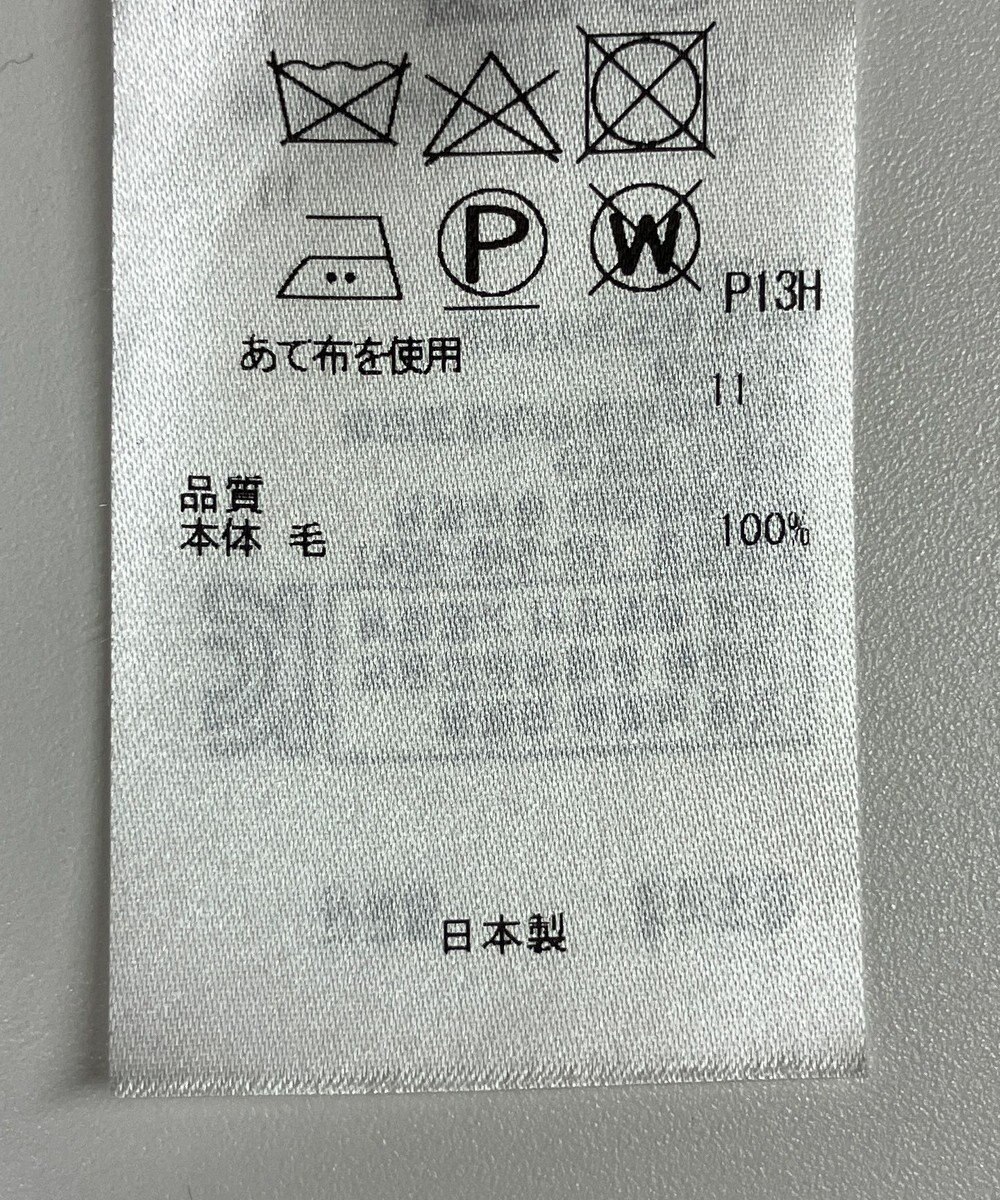 P
W
P13H
あて布を使用
11
品質
本体 毛 100%
日本製